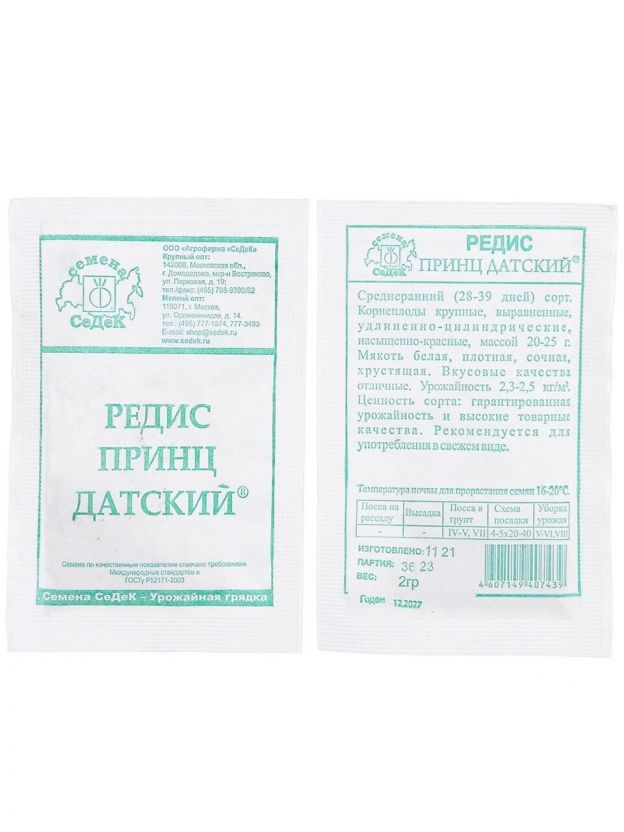 семена
СеДеК
ООО «Агрофирма «СеДеК»
Крупный опт:
142006, Московская обл.,
г. Домодедово, мкр-н Востряково,
ул. Парковая, д. 19;
тел./факс: (495) 788-9390/92
Мелкий опт:
119071, г. Москва,
ул. Орджоникидзе, д. 14.
тел.: (495) 777-1874, 777-3493
E-mail: shop@sedek.ru
www.sedek.ru
РЕДИС
ПРИНЦ
ДАТСКИЙ®
Семена по качественным показателям отвечают требованиям
Международных стандартов и
ГОСТу Р52171-2003
Семена СеДеК – Урожайная грядка
семена
СеДеК
РЕДИС
ПРИНЦ ДАТСКИЙ®
Среднеранний (28-39 дней) сорт.
Корнеплоды крупные, выравненные,
удлиненно-цилиндрические,
насыщенно-красные, массой 20-25 г.
Мякоть белая, плотная, сочная,
хрустящая. Вкусовые качества
отличные. Урожайность 2,3-2,5 кг/м².
Ценность сорта: гарантированная
урожайность и высокие товарные
качества. Рекомендуется для
употребления в свежем виде.
Температура почвы для прорастания семян 16-20°С.
Посев на рассаду Высадка Посев в грунт Схема посадки Уборка урожая
- - IV-V, VII 4-5х20-40 V-VI,VIII
ИЗГОТОВЛЕНО: 11 21
ПАРТИЯ: 36 23
ВЕС: 2гр
Годен 12.2027
4 607149 407439